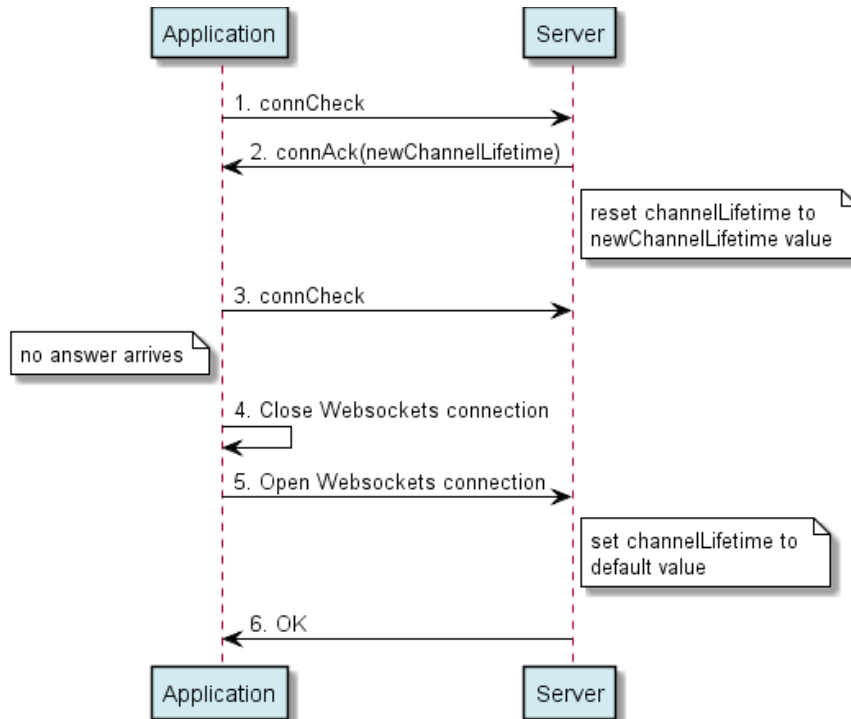 Application
Server
1. connCheck
2. connAck(newChannelLifetime)
reset channelLifetime to
newChannelLifetime value
3. connCheck
no answer arrives
4. Close Websockets connection
5. Open Websockets connection
set channelLifetime to
default value
6. OK
Application
Server